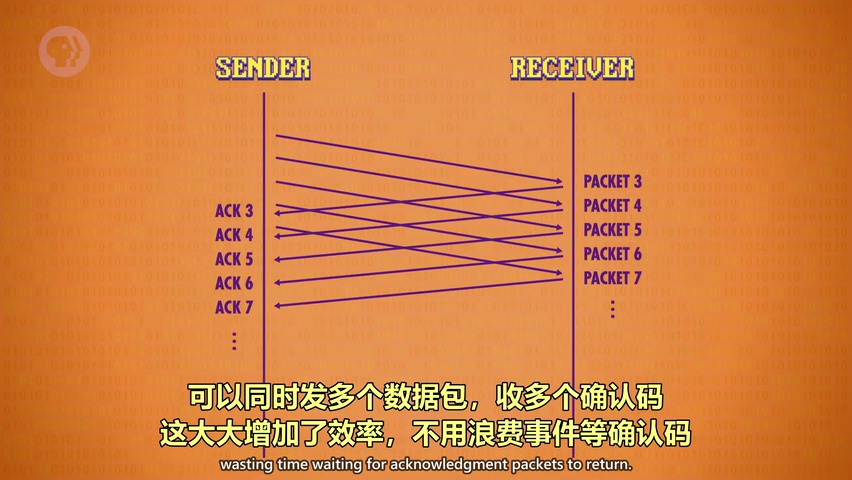 SENDER
RECEIVER
PACKET 3
ACK 3
PACKET 4
ACK 4
PACKET 5
ACK 5
PACKET 6
ACK 6
PACKET 7
ACK 7
可以同时发多个数据包，收多个确认码
这大大增加了效率，不用浪费事件等确认码
wasting time waiting for acknowledgment packets to return.